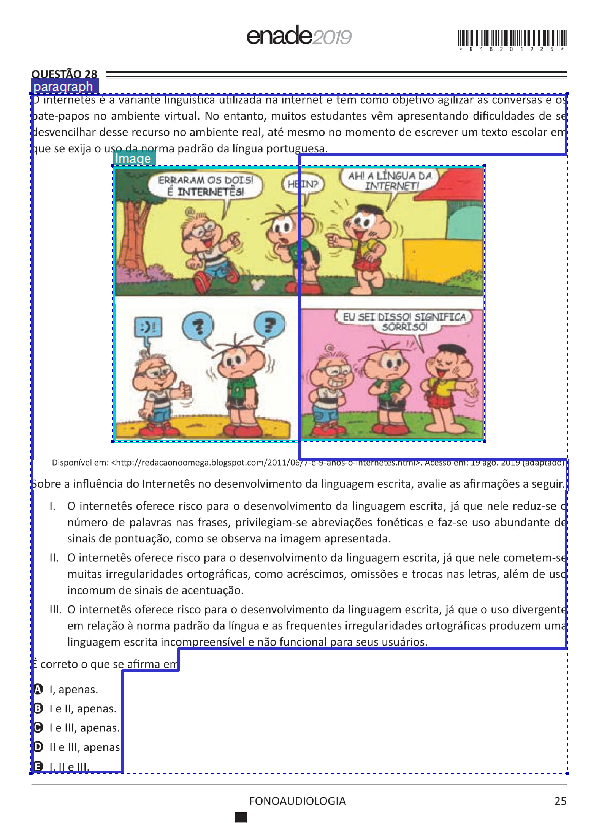 enade2019
QUESTÃO 28
paragraph
O internetês é a variante linguística utilizada na internet e tem como objetivo agilizar as conversas e os
bate-papos no ambiente virtual. No entanto, muitos estudantes vêm apresentando dificuldades de se
desvencilhar desse recurso no ambiente real, até mesmo no momento de escrever um texto escolar em
que se exija o uso da norma padrão da língua portuguesa.
Image
ERRARAM OS DOIS!
É INTERNETÊS!
HEIN?
AH! A LÍNGUA DA
INTERNET!
:-)!
?
?
EU SEI DISSO! SIGNIFICA
SORRISO!
Disponível em: <http://redacaonoomega.blogspot.com/2011/06/7-e-9-anos-o-internetes.html>. Acesso em: 19 ago. 2019 (adaptado).
Sobre a influência do Internetês no desenvolvimento da linguagem escrita, avalie as afirmações a seguir.
I. O internetês oferece risco para o desenvolvimento da linguagem escrita, já que nele reduz-se o
número de palavras nas frases, privilegiam-se abreviações fonéticas e faz-se uso abundante de
sinais de pontuação, como se observa na imagem apresentada.
II. O internetês oferece risco para o desenvolvimento da linguagem escrita, já que nele cometem-se
muitas irregularidades ortográficas, como acréscimos, omissões e trocas nas letras, além de uso
incomum de sinais de acentuação.
III. O internetês oferece risco para o desenvolvimento da linguagem escrita, já que o uso divergente
em relação à norma padrão da língua e as frequentes irregularidades ortográficas produzem uma
linguagem escrita incompreensível e não funcional para seus usuários.
É correto o que se afirma em
A I, apenas.
B I e II, apenas.
C I e III, apenas.
D II e III, apenas
E I, II e III.
FONOAUDIOLOGIA 25